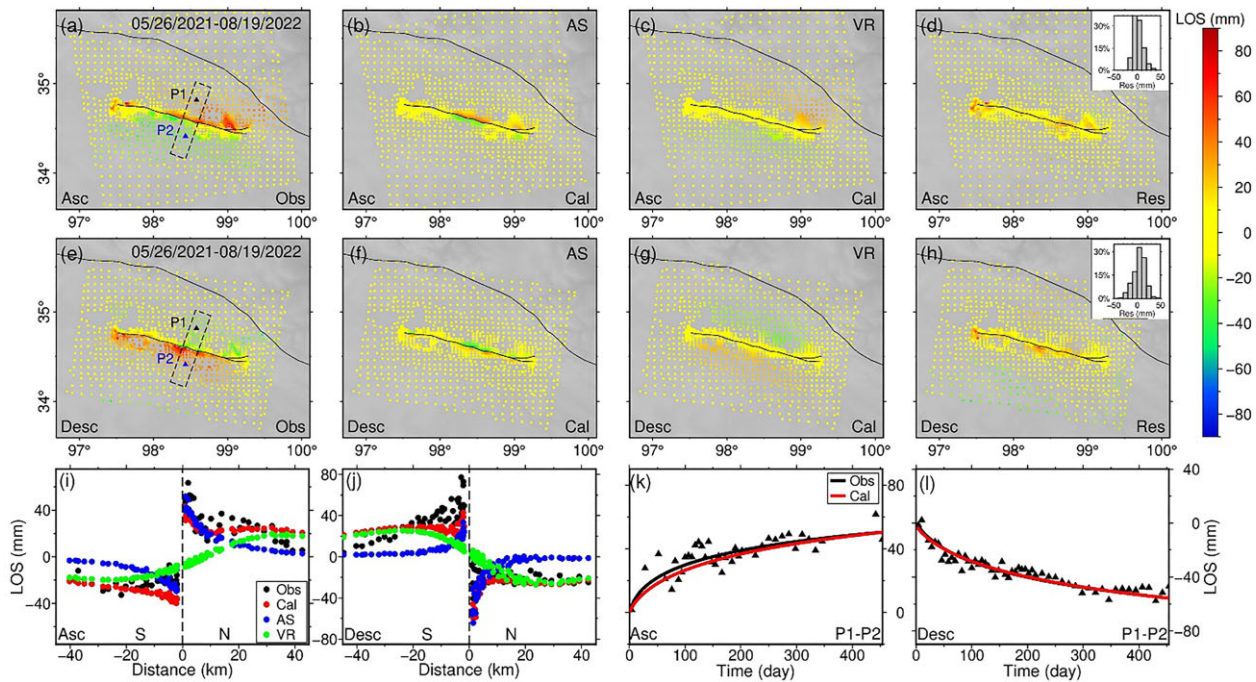 (a) 05/26/2021-08/19/2022
P1
P2
Asc Obs
35°
34°
97° 98° 99° 100°
(b) AS
Asc Cal
97° 98° 99° 100°
(c) VR
Asc Cal
97° 98° 99° 100°
(d)
30%
15%
0%
−50 0 50
Res (mm)
Asc Res
97° 98° 99° 100°
LOS (mm)
80
60
40
20
0
−20
−40
−60
−80
(e) 05/26/2021-08/19/2022
P1
P2
Desc Obs
35°
34°
97° 98° 99° 100°
(f) AS
Desc Cal
97° 98° 99° 100°
(g) VR
Desc Cal
97° 98° 99° 100°
(h)
30%
15%
0%
−50 0 50
Res (mm)
Desc Res
97° 98° 99° 100°
(i)
LOS (mm)
40
0
−40
Obs
Cal
AS
VR
Asc S N
−40 −20 0 20 40
Distance (km)
(j)
80
40
0
−40
−80
Desc S N
−40 −20 0 20 40
Distance (km)
(k)
Obs
Cal
80
40
0
Asc P1-P2
0 100 200 300 400
Time (day)
(l)
40
0
−40
−80
LOS (mm)
Desc P1-P2
0 100 200 300 400
Time (day)